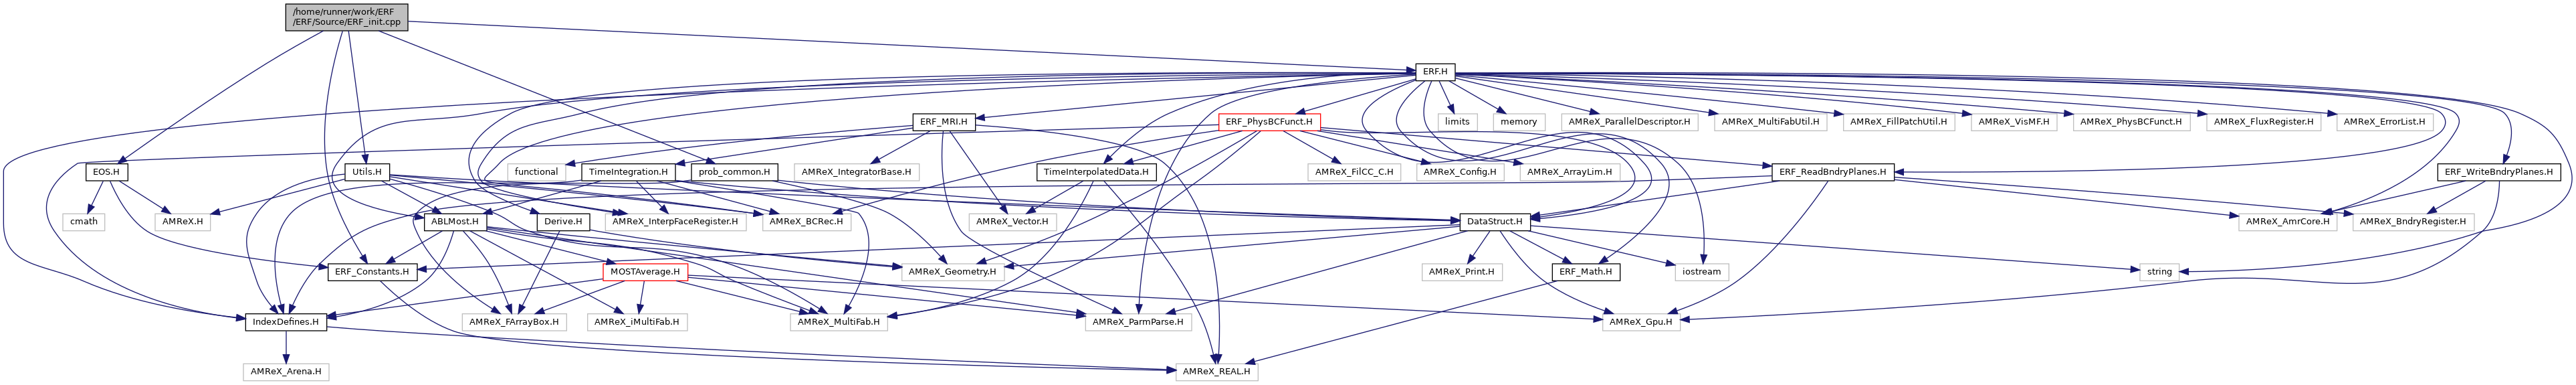 /home/runner/work/ERF
/ERF/Source/ERF_init.cpp
ERF.H
ERF_MRI.H
ERF_PhysBCFunct.H
limits
memory
AMReX_ParallelDescriptor.H
AMReX_MultiFabUtil.H
AMReX_FillPatchUtil.H
AMReX_VisMF.H
AMReX_PhysBCFunct.H
AMReX_FluxRegister.H
AMReX_ErrorList.H
EOS.H
Utils.H
functional
TimeIntegration.H
prob_common.H
AMReX_IntegratorBase.H
TimeInterpolatedData.H
AMReX_FilCC_C.H
AMReX_Config.H
AMReX_ArrayLim.H
ERF_ReadBndryPlanes.H
ERF_WriteBndryPlanes.H
cmath
AMReX.H
ABLMost.H
Derive.H
AMReX_InterpFaceRegister.H
AMReX_BCRec.H
AMReX_Vector.H
DataStruct.H
AMReX_AmrCore.H
AMReX_BndryRegister.H
ERF_Constants.H
MOSTAverage.H
AMReX_Geometry.H
AMReX_Print.H
ERF_Math.H
iostream
string
IndexDefines.H
AMReX_FArrayBox.H
AMReX_iMultiFab.H
AMReX_MultiFab.H
AMReX_ParmParse.H
AMReX_Gpu.H
AMReX_Arena.H
AMReX_REAL.H